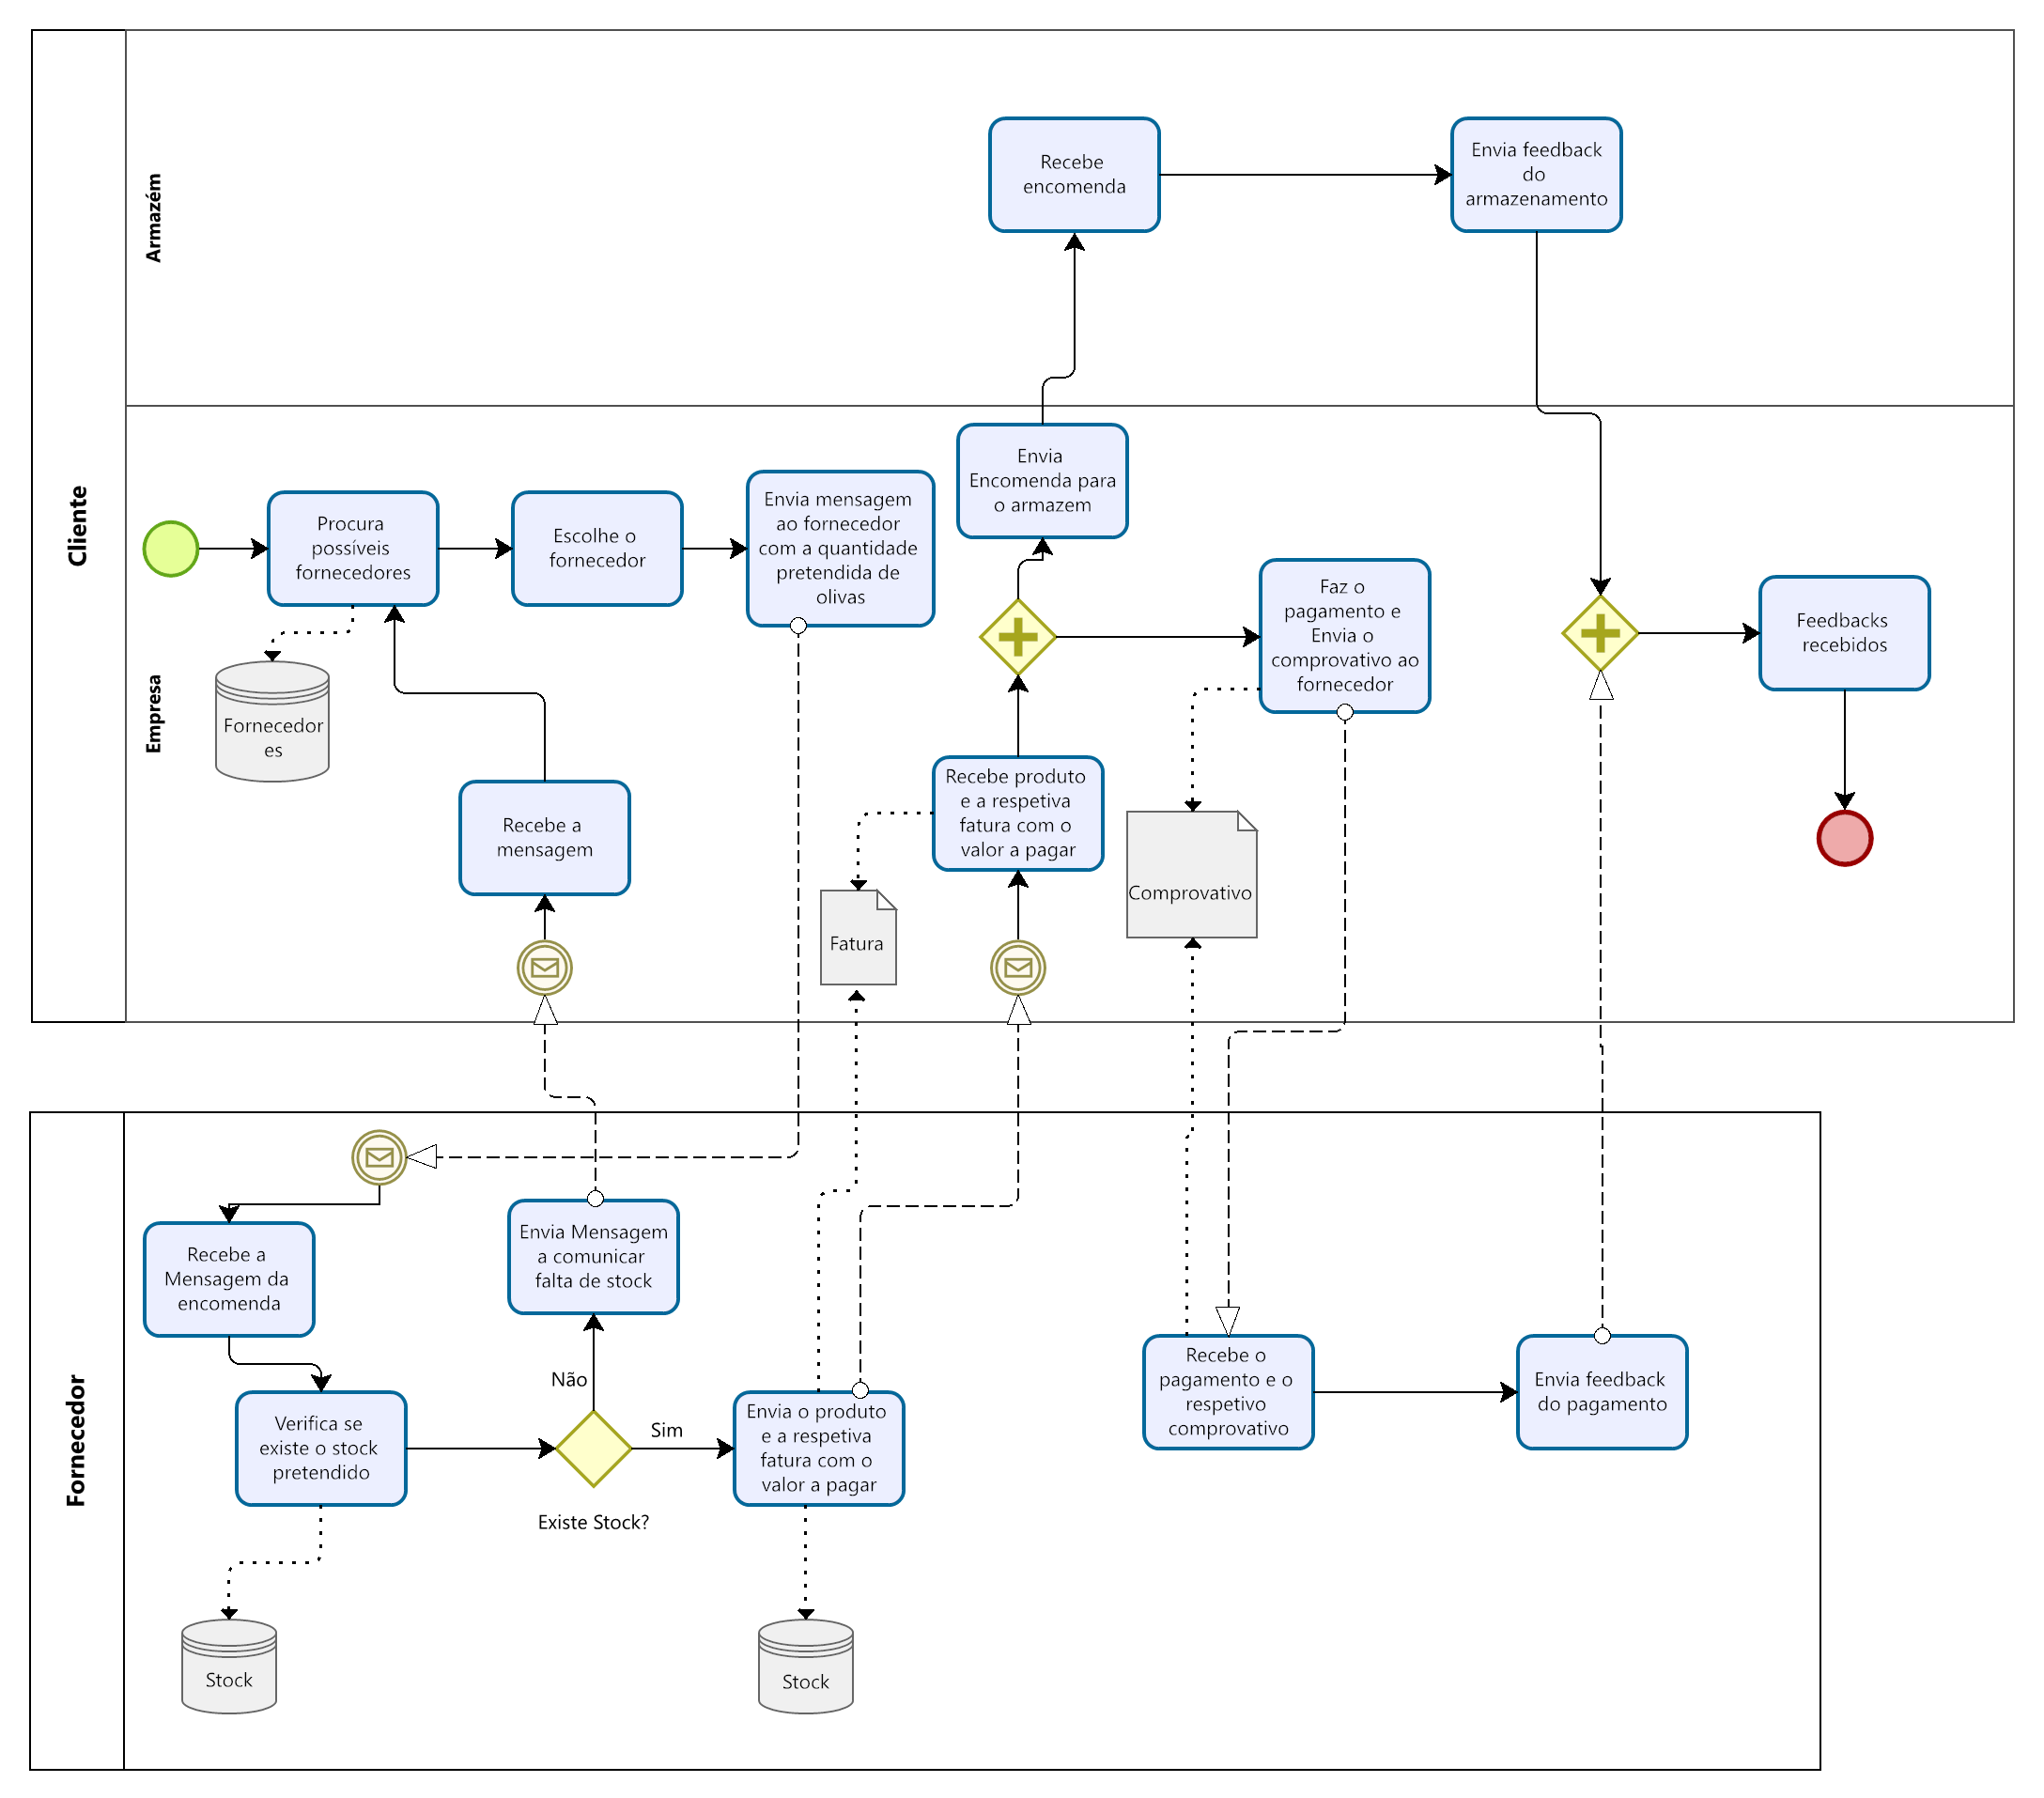 Cliente
Armazém
Recebe
encomenda
Envia feedback
do
armazenamento
Empresa
Procura
possíveis
fornecedores
Escolhe o
fornecedor
Envia mensagem
ao fornecedor
com a quantidade
pretendida de
olivas
Envia
Encomenda para
o armazem
Faz o
pagamento e
Envia o
comprovativo ao
fornecedor
Feedbacks
recebidos
Fornecedor
es
Recebe a
mensagem
Recebe produto
e a respetiva
fatura com o
valor a pagar
Fatura
Comprovativo
Fornecedor
Recebe a
Mensagem da
encomenda
Envia Mensagem
a comunicar
falta de stock
Não
Verifica se
existe o stock
pretendido
Sim
Existe Stock?
Envia o produto
e a respetiva
fatura com o
valor a pagar
Recebe o
pagamento e o
respetivo
comprovativo
Envia feedback
do pagamento
Stock
Stock